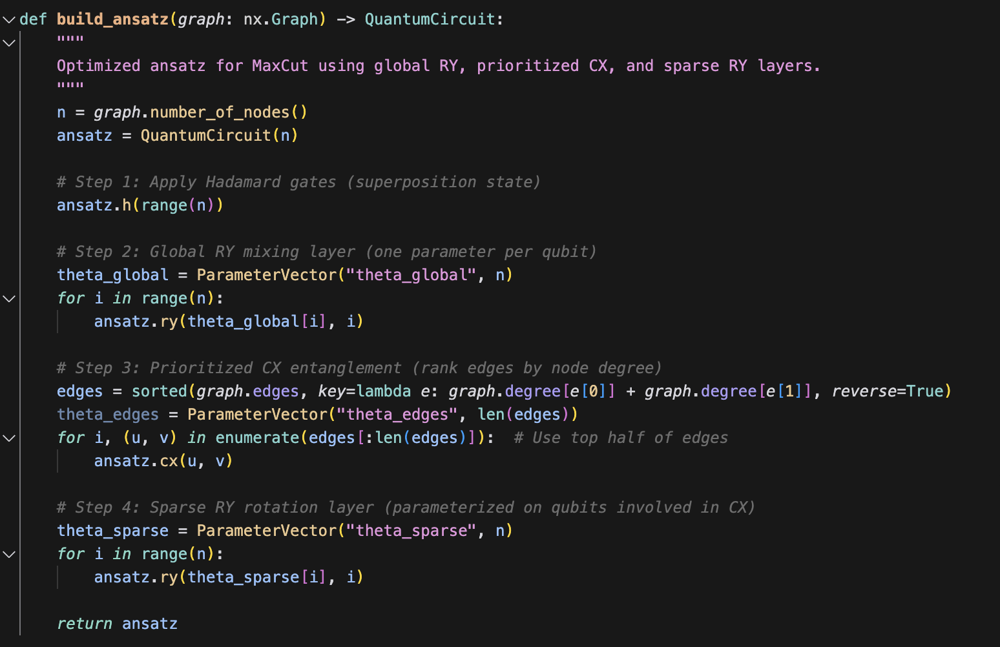 def build_ansatz(graph: nx.Graph) -> QuantumCircuit:
    """
    Optimized ansatz for MaxCut using global RY, prioritized CX, and sparse RY layers.
    """
    n = graph.number_of_nodes()
    ansatz = QuantumCircuit(n)

    # Step 1: Apply Hadamard gates (superposition state)
    ansatz.h(range(n))

    # Step 2: Global RY mixing layer (one parameter per qubit)
    theta_global = ParameterVector("theta_global", n)
    for i in range(n):
        ansatz.ry(theta_global[i], i)

    # Step 3: Prioritized CX entanglement (rank edges by node degree)
    edges = sorted(graph.edges, key=lambda e: graph.degree[e[0]] + graph.degree[e[1]], reverse=True)
    theta_edges = ParameterVector("theta_edges", len(edges))
    for i, (u, v) in enumerate(edges[:len(edges)]):  # Use top half of edges
        ansatz.cx(u, v)

    # Step 4: Sparse RY rotation layer (parameterized on qubits involved in CX)
    theta_sparse = ParameterVector("theta_sparse", n)
    for i in range(n):
        ansatz.ry(theta_sparse[i], i)

    return ansatz